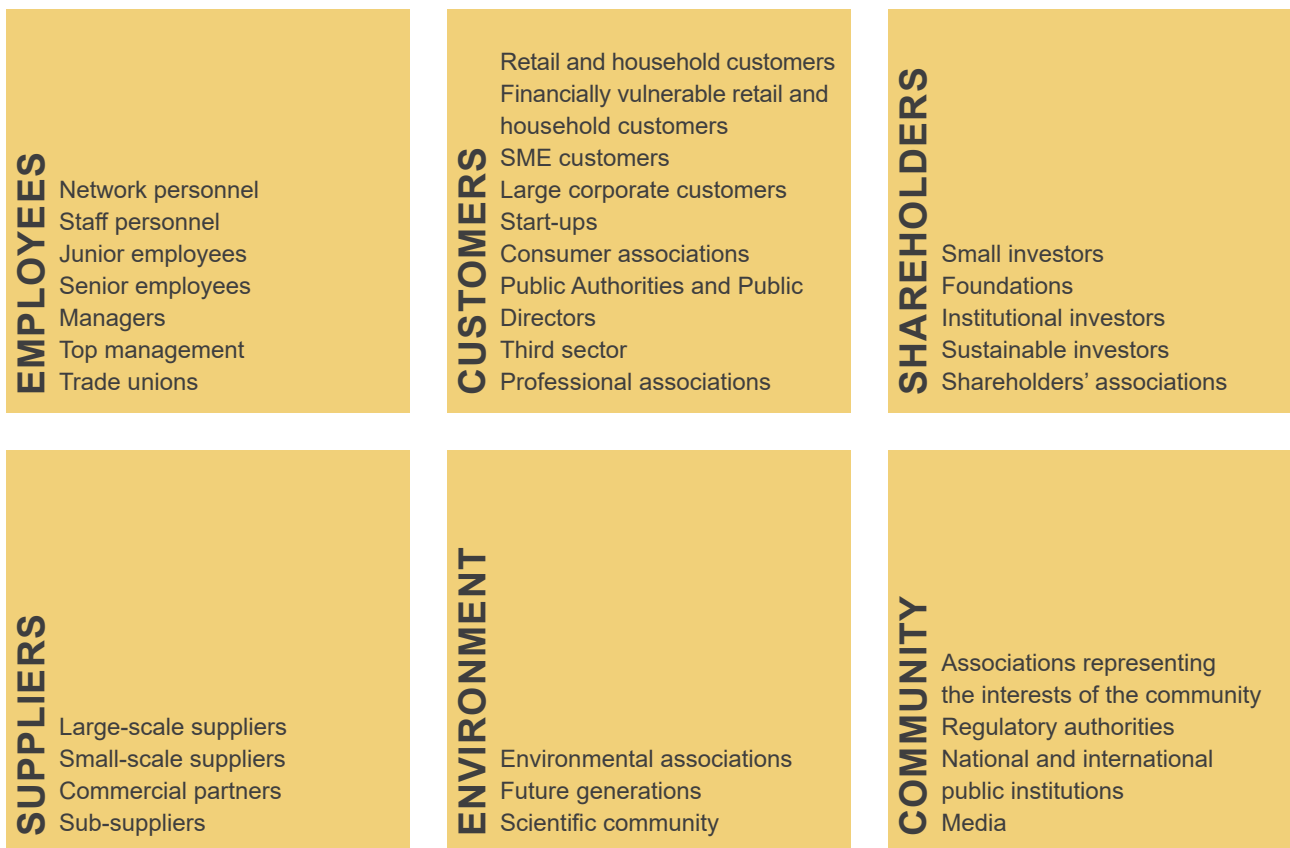 EMPLOYEES
Network personnel
Staff personnel
Junior employees
Senior employees
Managers
Top management
Trade unions
CUSTOMERS
Retail and household customers
Financially vulnerable retail and
household customers
SME customers
Large corporate customers
Start-ups
Consumer associations
Public Authorities and Public
Directors
Third sector
Professional associations
SHAREHOLDERS
Small investors
Foundations
Institutional investors
Sustainable investors
Shareholders’ associations
SUPPLIERS
Large-scale suppliers
Small-scale suppliers
Commercial partners
Sub-suppliers
ENVIRONMENT
Environmental associations
Future generations
Scientific community
COMMUNITY
Associations representing
the interests of the community
Regulatory authorities
National and international
public institutions
Media